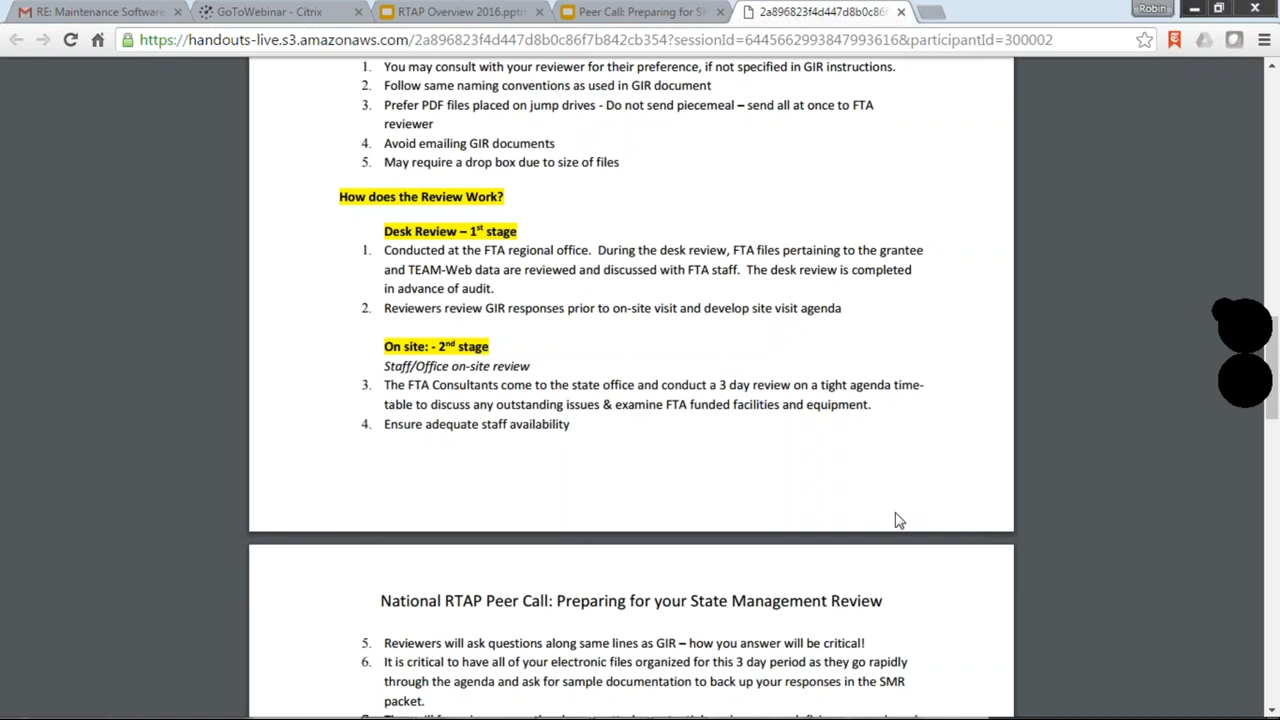 RE: Maintenance Software
GoToWebinar - Citrix
RTAP Overview 2016.pptm
Peer Call: Preparing for SM
2a896823f4d447d8b0c86f
Robin
https://handouts-live.s3.amazonaws.com/2a896823f4d447d8b0c86f7b842cb354?sessionId=6445662993847993616&participantId=300002
1. You may consult with your reviewer for their preference, if not specified in GIR instructions.
2. Follow same naming conventions as used in GIR document
3. Prefer PDF files placed on jump drives - Do not send piecemeal – send all at once to FTA
reviewer
4. Avoid emailing GIR documents
5. May require a drop box due to size of files
How does the Review Work?
Desk Review – 1st stage
1. Conducted at the FTA regional office. During the desk review, FTA files pertaining to the grantee
and TEAM-Web data are reviewed and discussed with FTA staff. The desk review is completed
in advance of audit.
2. Reviewers review GIR responses prior to on-site visit and develop site visit agenda
On site: - 2nd stage
Staff/Office on-site review
3. The FTA Consultants come to the state office and conduct a 3 day review on a tight agenda time-
table to discuss any outstanding issues & examine FTA funded facilities and equipment.
4. Ensure adequate staff availability
National RTAP Peer Call: Preparing for your State Management Review
5. Reviewers will ask questions along same lines as GIR – how you answer will be critical!
6. It is critical to have all of your electronic files organized for this 3 day period as they go rapidly
through the agenda and ask for sample documentation to back up your responses in the SMR
packet.